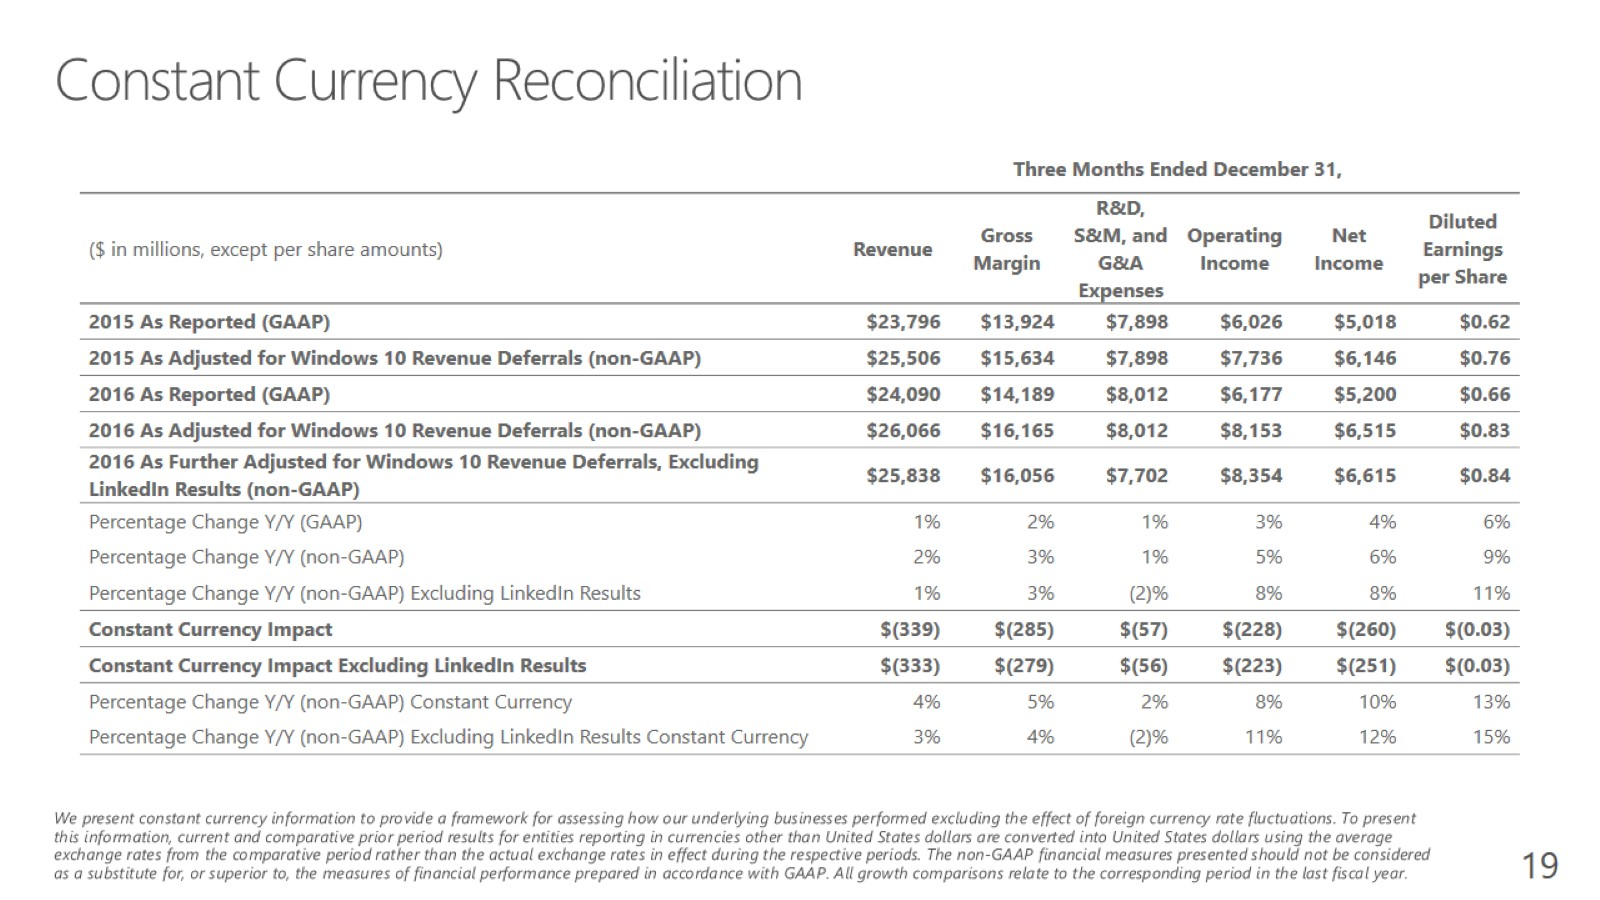 Constant Currency Reconciliation
Three Months Ended December 31,
($ in millions, except per share amounts) Revenue Gross Margin R&D, S&M, and G&A Expenses Operating Income Net Income Diluted Earnings per Share
2015 As Reported (GAAP) $23,796 $13,924 $7,898 $6,026 $5,018 $0.62
2015 As Adjusted for Windows 10 Revenue Deferrals (non-GAAP) $25,506 $15,634 $7,898 $7,736 $6,146 $0.76
2016 As Reported (GAAP) $24,090 $14,189 $8,012 $6,177 $5,200 $0.66
2016 As Adjusted for Windows 10 Revenue Deferrals (non-GAAP) $26,066 $16,165 $8,012 $8,153 $6,515 $0.83
2016 As Further Adjusted for Windows 10 Revenue Deferrals, Excluding
LinkedIn Results (non-GAAP) $25,838 $16,056 $7,702 $8,354 $6,615 $0.84
Percentage Change Y/Y (GAAP) 1% 2% 1% 3% 4% 6%
Percentage Change Y/Y (non-GAAP) 2% 3% 1% 5% 6% 9%
Percentage Change Y/Y (non-GAAP) Excluding LinkedIn Results 1% 3% (2)% 8% 8% 11%
Constant Currency Impact $(339) $(285) $(57) $(228) $(260) $(0.03)
Constant Currency Impact Excluding LinkedIn Results $(333) $(279) $(56) $(223) $(251) $(0.03)
Percentage Change Y/Y (non-GAAP) Constant Currency 4% 5% 2% 8% 10% 13%
Percentage Change Y/Y (non-GAAP) Excluding LinkedIn Results Constant Currency 3% 4% (2)% 11% 12% 15%
We present constant currency information to provide a framework for assessing how our underlying businesses performed excluding the effect of foreign currency rate fluctuations. To present
this information, current and comparative prior period results for entities reporting in currencies other than United States dollars are converted into United States dollars using the average
exchange rates from the comparative period rather than the actual exchange rates in effect during the respective periods. The non-GAAP financial measures presented should not be considered
as a substitute for, or superior to, the measures of financial performance prepared in accordance with GAAP. All growth comparisons relate to the corresponding period in the last fiscal year.
19